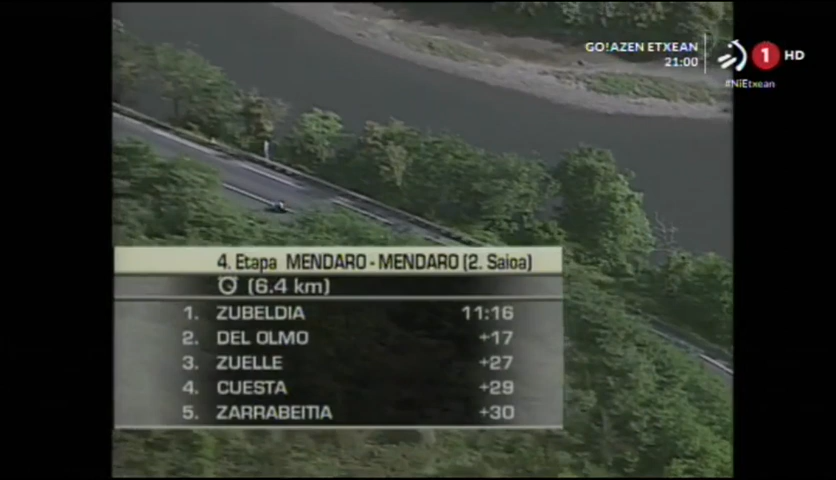 GO!AZEN ETXEAN
21:00
1 HD
#NiEtxean
4. Etapa MENDARO - MENDARO (2. Saioa)
(6.4 km)
1. ZUBELDIA 11:16
2. DEL OLMO +17
3. ZUELLE +27
4. CUESTA +29
5. ZARRABEITIA +30